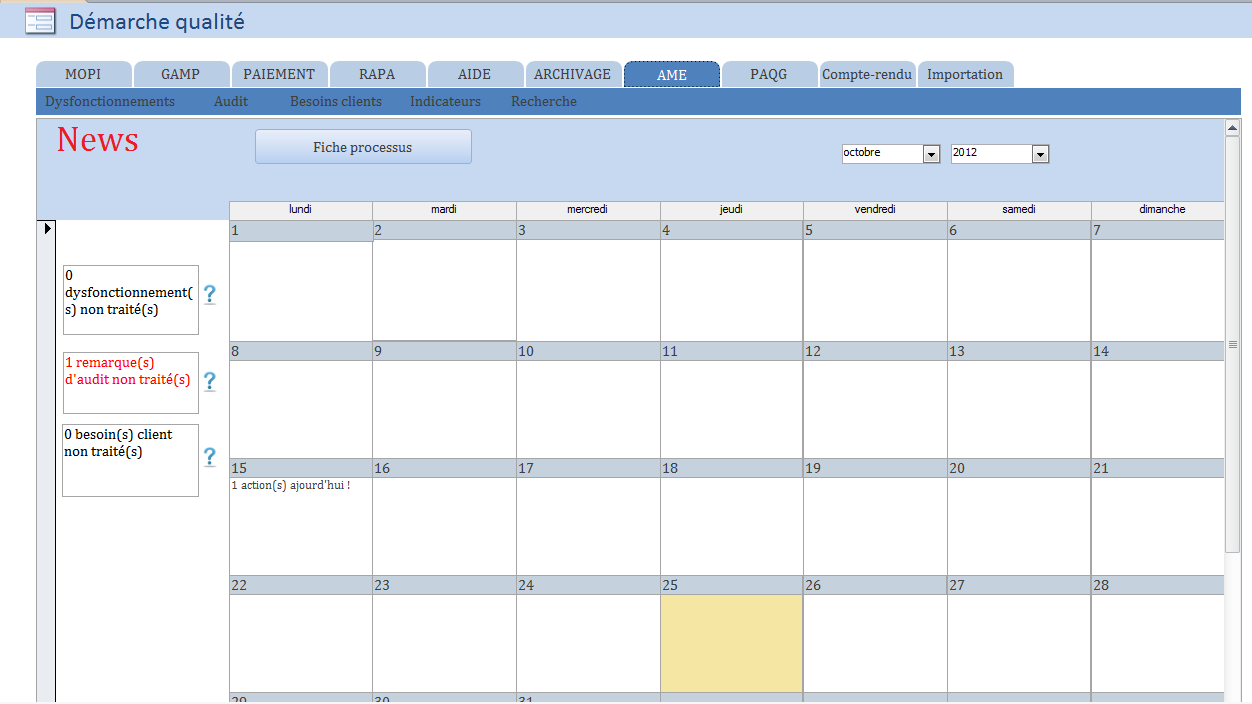 Démarche qualité
MOPI GAMP PAIEMENT RAPA AIDE ARCHIVAGE AME PAQG Compte-rendu Importation
Dysfonctionnements Audit Besoins clients Indicateurs Recherche
News
Fiche processus
octobre 2012
lundi mardi mercredi jeudi vendredi samedi dimanche
1 2 3 4 5 6 7
0
dysfonctionnement(
s) non traité(s)
?
8 9 10 11 12 13 14
1 remarque(s)
d'audit non traité(s)
?
0 besoin(s) client
non traité(s)
?
15 16 17 18 19 20 21
1 action(s) ajourd'hui !
22 23 24 25 26 27 28
29 30 31